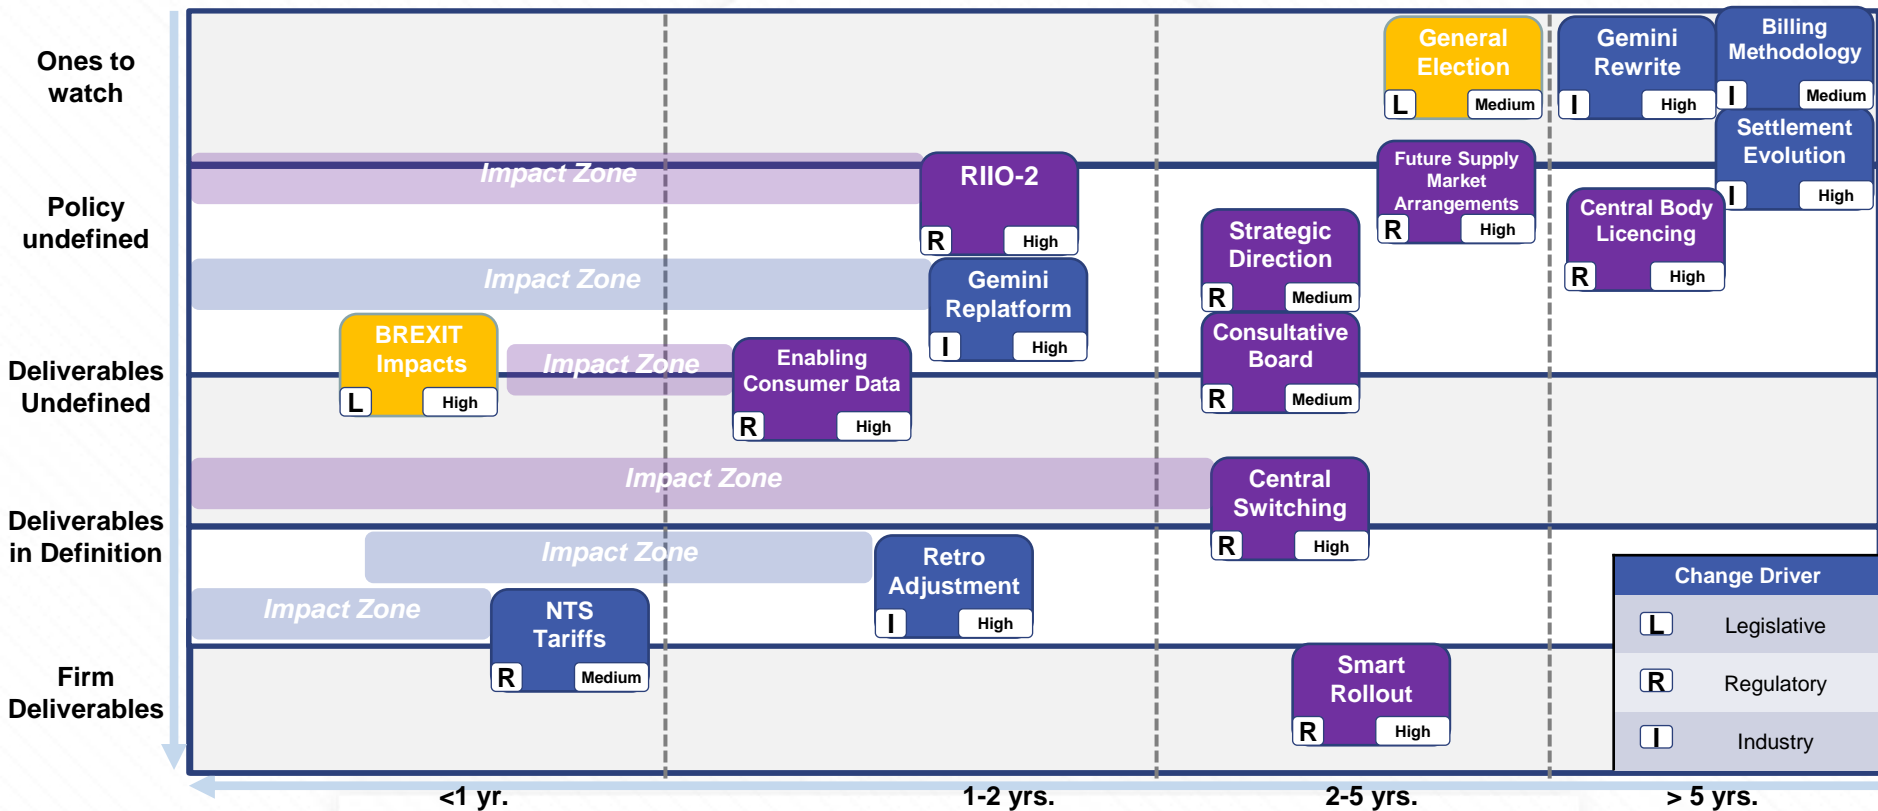 Ones to
watch
General
Election
L
Medium
Gemini
Rewrite
I
High
Billing
Methodology
I
Medium
Settlement
Evolution
I
High
Policy
undefined
Impact Zone
RIIO-2
R
High
Future Supply
Market
Arrangements
R
High
Central Body
Licencing
R
High
Strategic
Direction
R
Medium
Impact Zone
Gemini
Replatform
I
High
Deliverables
Undefined
BREXIT
Impacts
L
High
Impact Zone
Enabling
Consumer Data
R
High
Consultative
Board
R
Medium
Deliverables
in Definition
Impact Zone
Central
Switching
R
High
Impact Zone
Retro
Adjustment
I
High
Impact Zone
NTS
Tariffs
R
Medium
Firm
Deliverables
Smart
Rollout
R
High
Change Driver
L Legislative
R Regulatory
I Industry
<1 yr.
1-2 yrs.
2-5 yrs.
> 5 yrs.